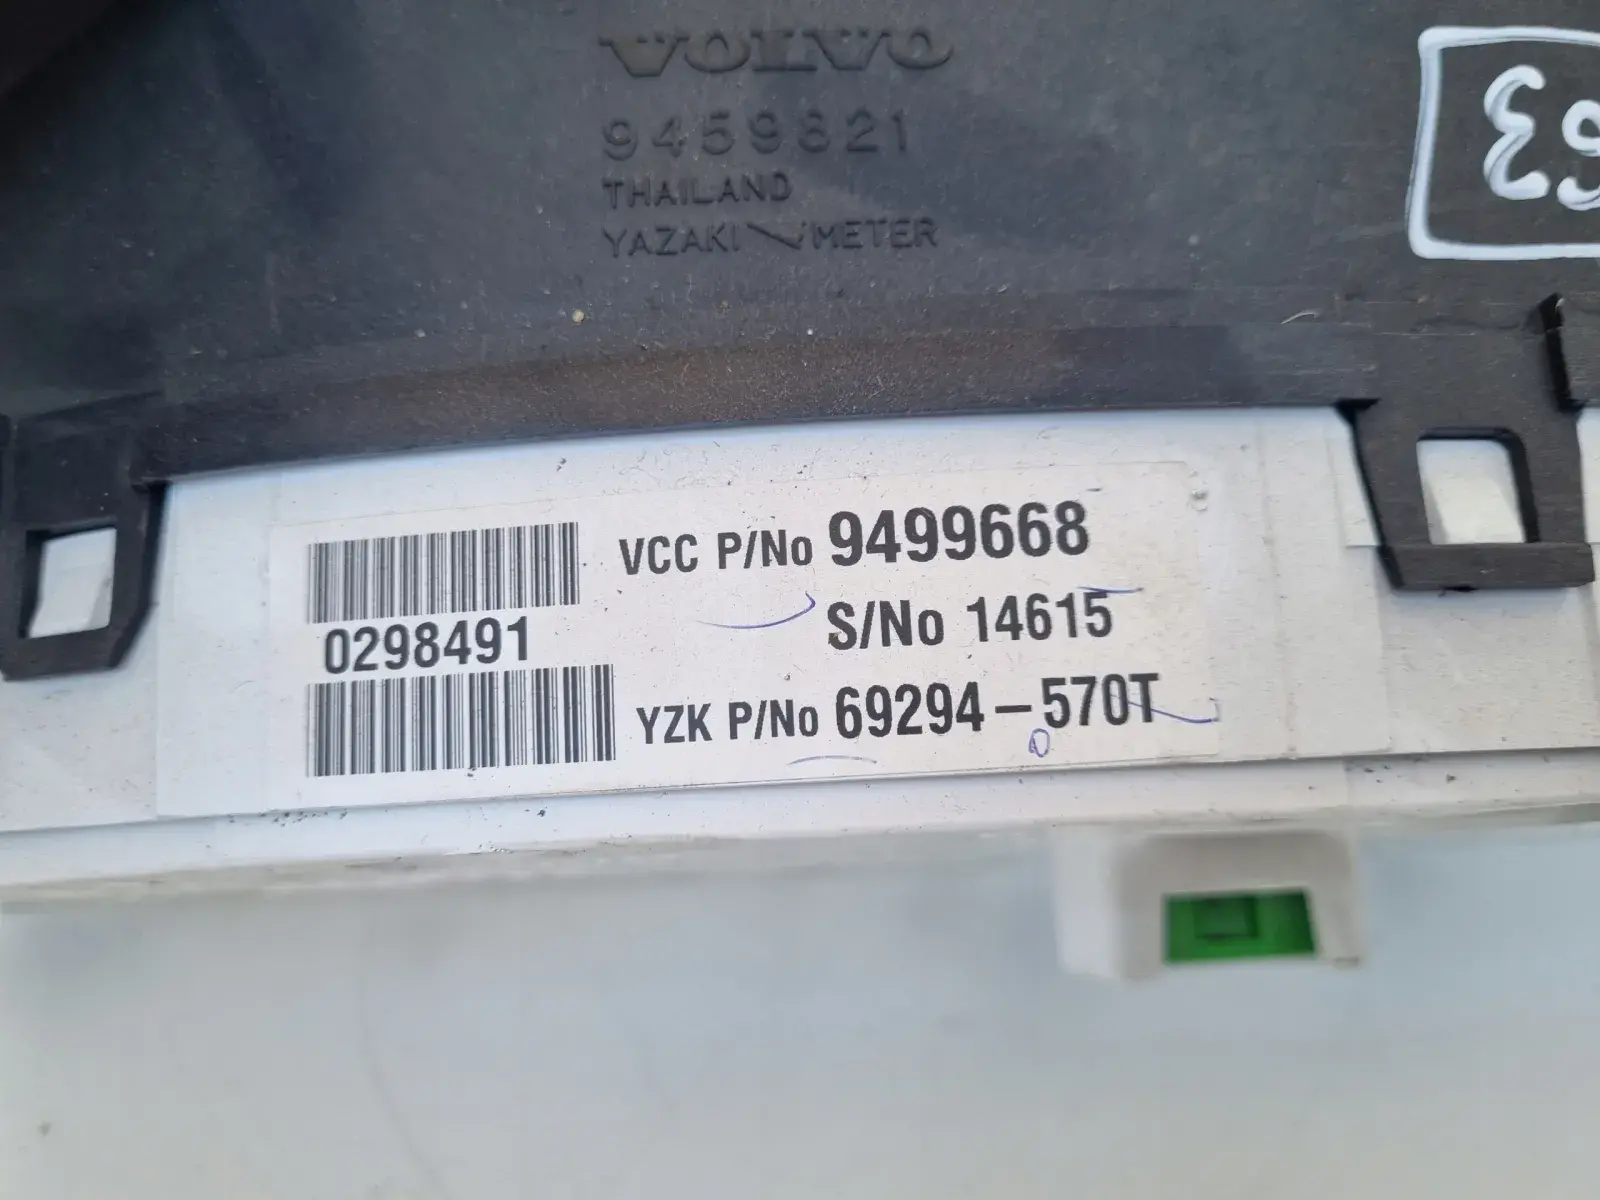 VOLVO
9459821
THAILAND
YAZAKI METER
VCC P/No 9499668
S/No 14615
0298491
YZK P/No 69294-570T